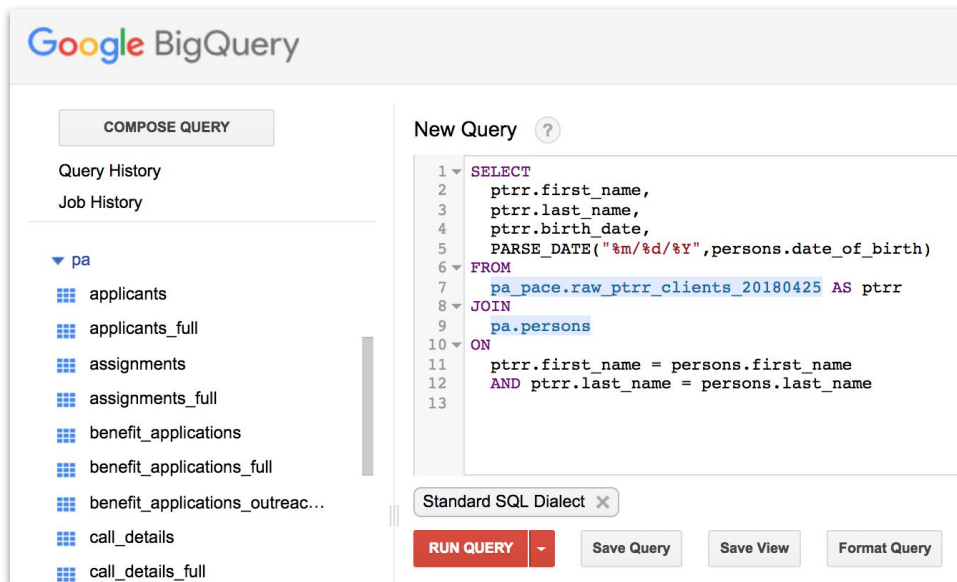 Google BigQuery
COMPOSE QUERY
Query History
Job History
pa
applicants
applicants_full
assignments
assignments_full
benefit_applications
benefit_applications_full
benefit_applications_outreac...
call_details
call_details_full
New Query ?
1 SELECT
2 ptrr.first_name,
3 ptrr.last_name,
4 ptrr.birth_date,
5 PARSE_DATE("%m/%d/%Y",persons.date_of_birth)
6 FROM
7 pa_pace.raw_ptrr_clients_20180425 AS ptrr
8 JOIN
9 pa.persons
10 ON
11 ptrr.first_name = persons.first_name
12 AND ptrr.last_name = persons.last_name
13
Standard SQL Dialect
RUN QUERY Save Query Save View Format Query